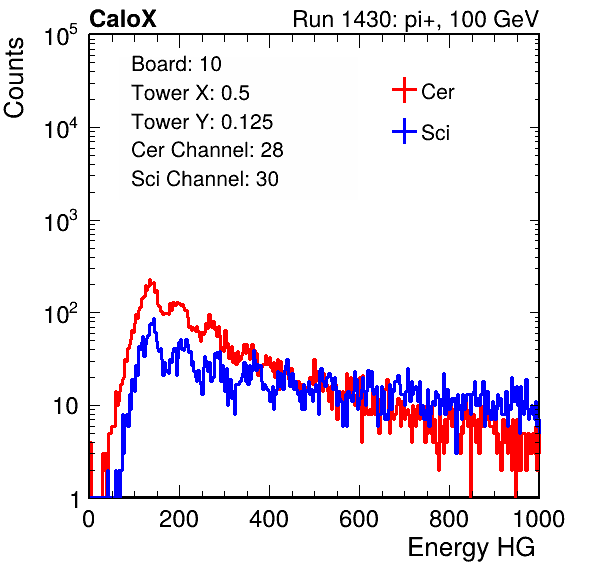 CaloX Run 1430: pi+, 100 GeV
Board: 10
Tower X: 0.5
Tower Y: 0.125
Cer Channel: 28
Sci Channel: 30
Cer
Sci
Counts
10^5
10^4
10^3
10^2
10
1
0 200 400 600 800 1000
Energy HG